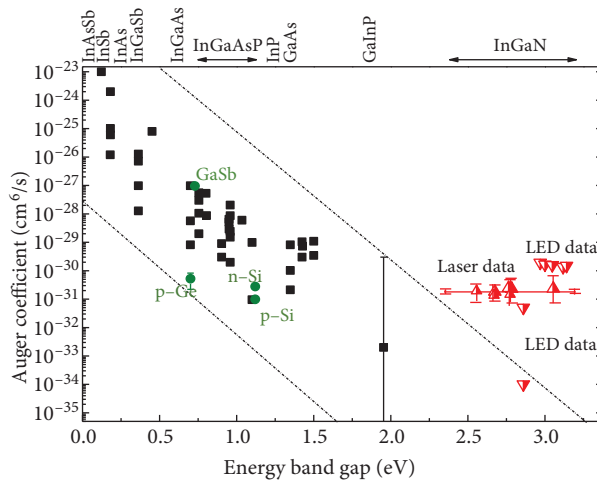 InAsSb
InSb
InAs
InGaSb
InGaAs
InGaAsP
InP
GaAs
GaInP
InGaN
10⁻²³
10⁻²⁴
10⁻²⁵
10⁻²⁶
10⁻²⁷
10⁻²⁸
10⁻²⁹
10⁻³⁰
10⁻³¹
10⁻³²
10⁻³³
10⁻³⁴
10⁻³⁵
Auger coefficient (cm⁶/s)
GaSb
n–Si
p–Ge
p–Si
Laser data
LED data
LED data
0.0 0.5 1.0 1.5 2.0 2.5 3.0
Energy band gap (eV)